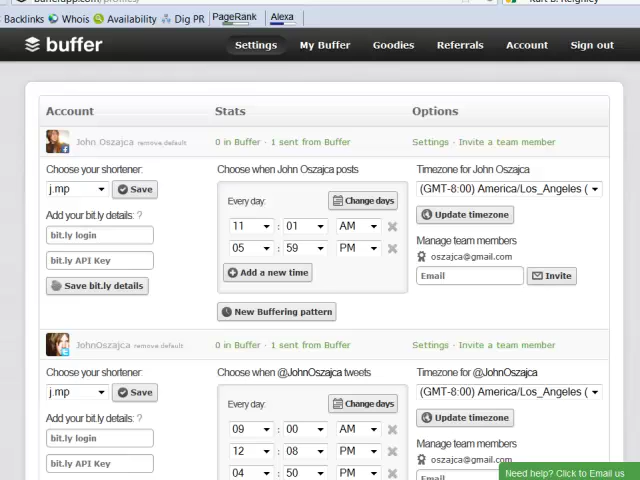 bufferapp.com/profiles/
Kurt B. Keighley
Backlinks Whois Availability Dig PR PageRank Alexa
buffer Settings My Buffer Goodies Referrals Account Sign out
Account Stats Options
John Oszajca remove default 0 in Buffer · 1 sent from Buffer Settings · Invite a team member
Choose your shortener: Choose when John Oszajca posts Timezone for John Oszajca
j.mp Save Every day: Change days (GMT-8:00) America/Los_Angeles (
Add your bit.ly details: ? 11 : 01 AM Update timezone
bit.ly login 05 : 59 PM Manage team members
bit.ly API Key oszajca@gmail.com
Save bit.ly details Add a new time Email Invite
New Buffering pattern
JohnOszajca remove default 0 in Buffer · 1 sent from Buffer Settings · Invite a team member
Choose your shortener: Choose when @JohnOszajca tweets Timezone for @JohnOszajca
j.mp Save Every day: Change days (GMT-8:00) America/Los_Angeles (
Add your bit.ly details: ? 09 : 00 AM Update timezone
bit.ly login 12 : 08 PM Manage team members
bit.ly API Key 04 : 50 PM oszajca@gmail.com
Need help? Click to Email us